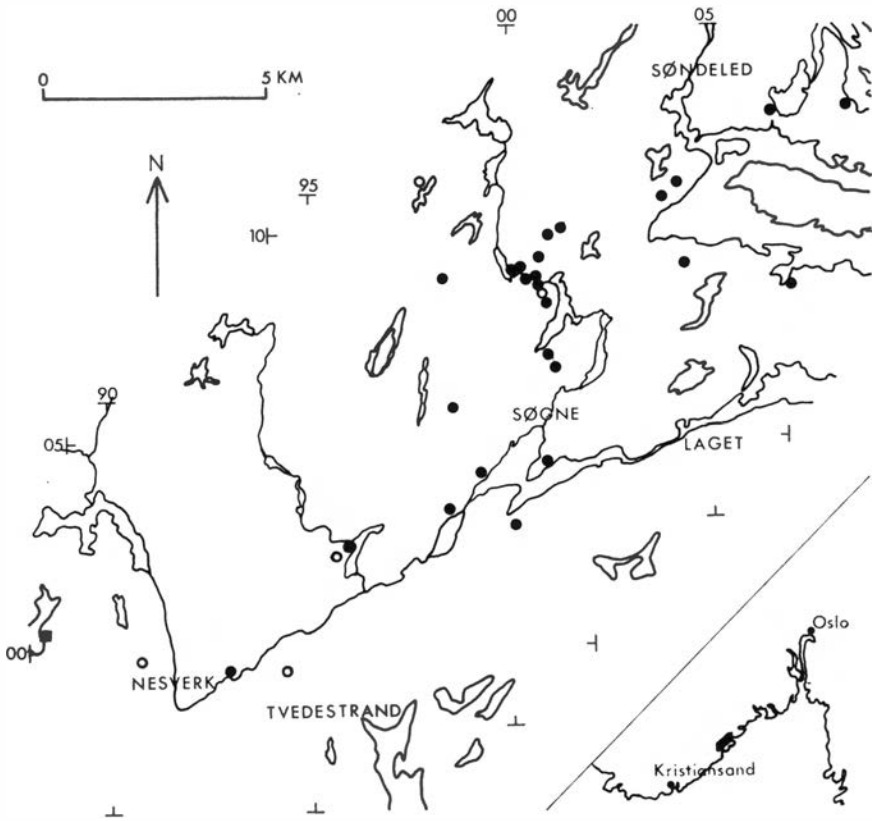 00
05
0
5 KM
SØNDELED
N
95
10
90
05
SØGNE
LAGET
00
NESVERK
TVEDESTRAND
Oslo
Kristiansand